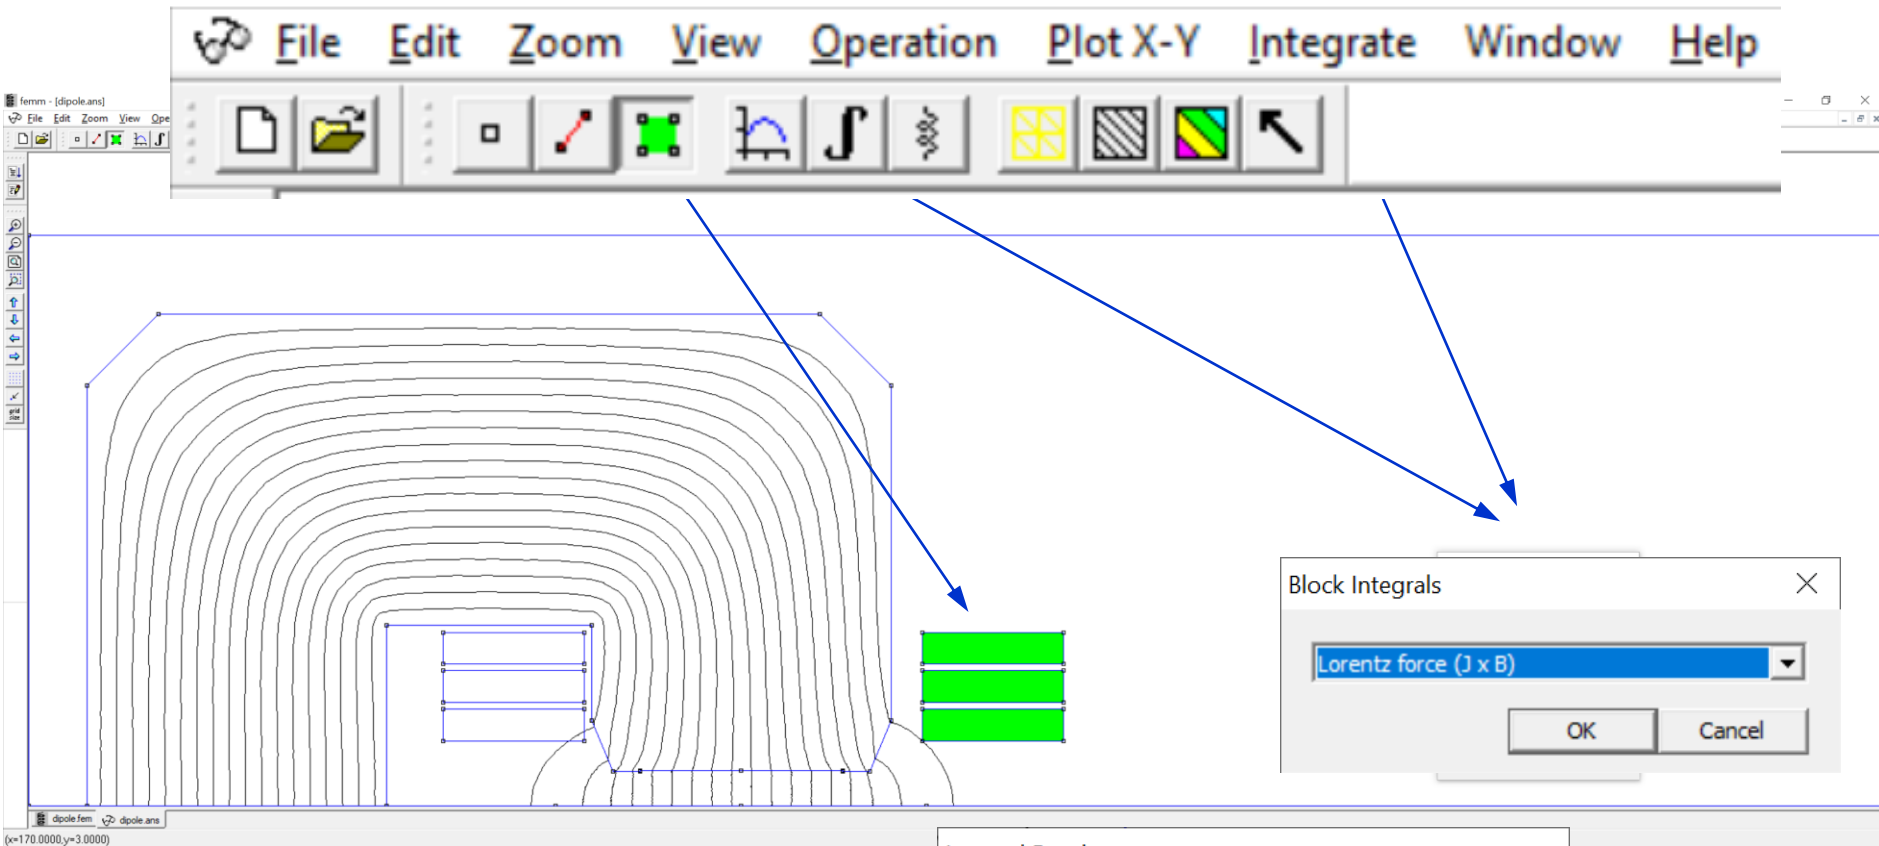 File Edit Zoom View Operation Plot X-Y Integrate Window Help
femm - [dipole.ans]
File Edit Zoom View Ope
Block Integrals
Lorentz force (J x B)
OK Cancel
dipole.fem dipole.ans
(x=170.0000,y=3.0000)